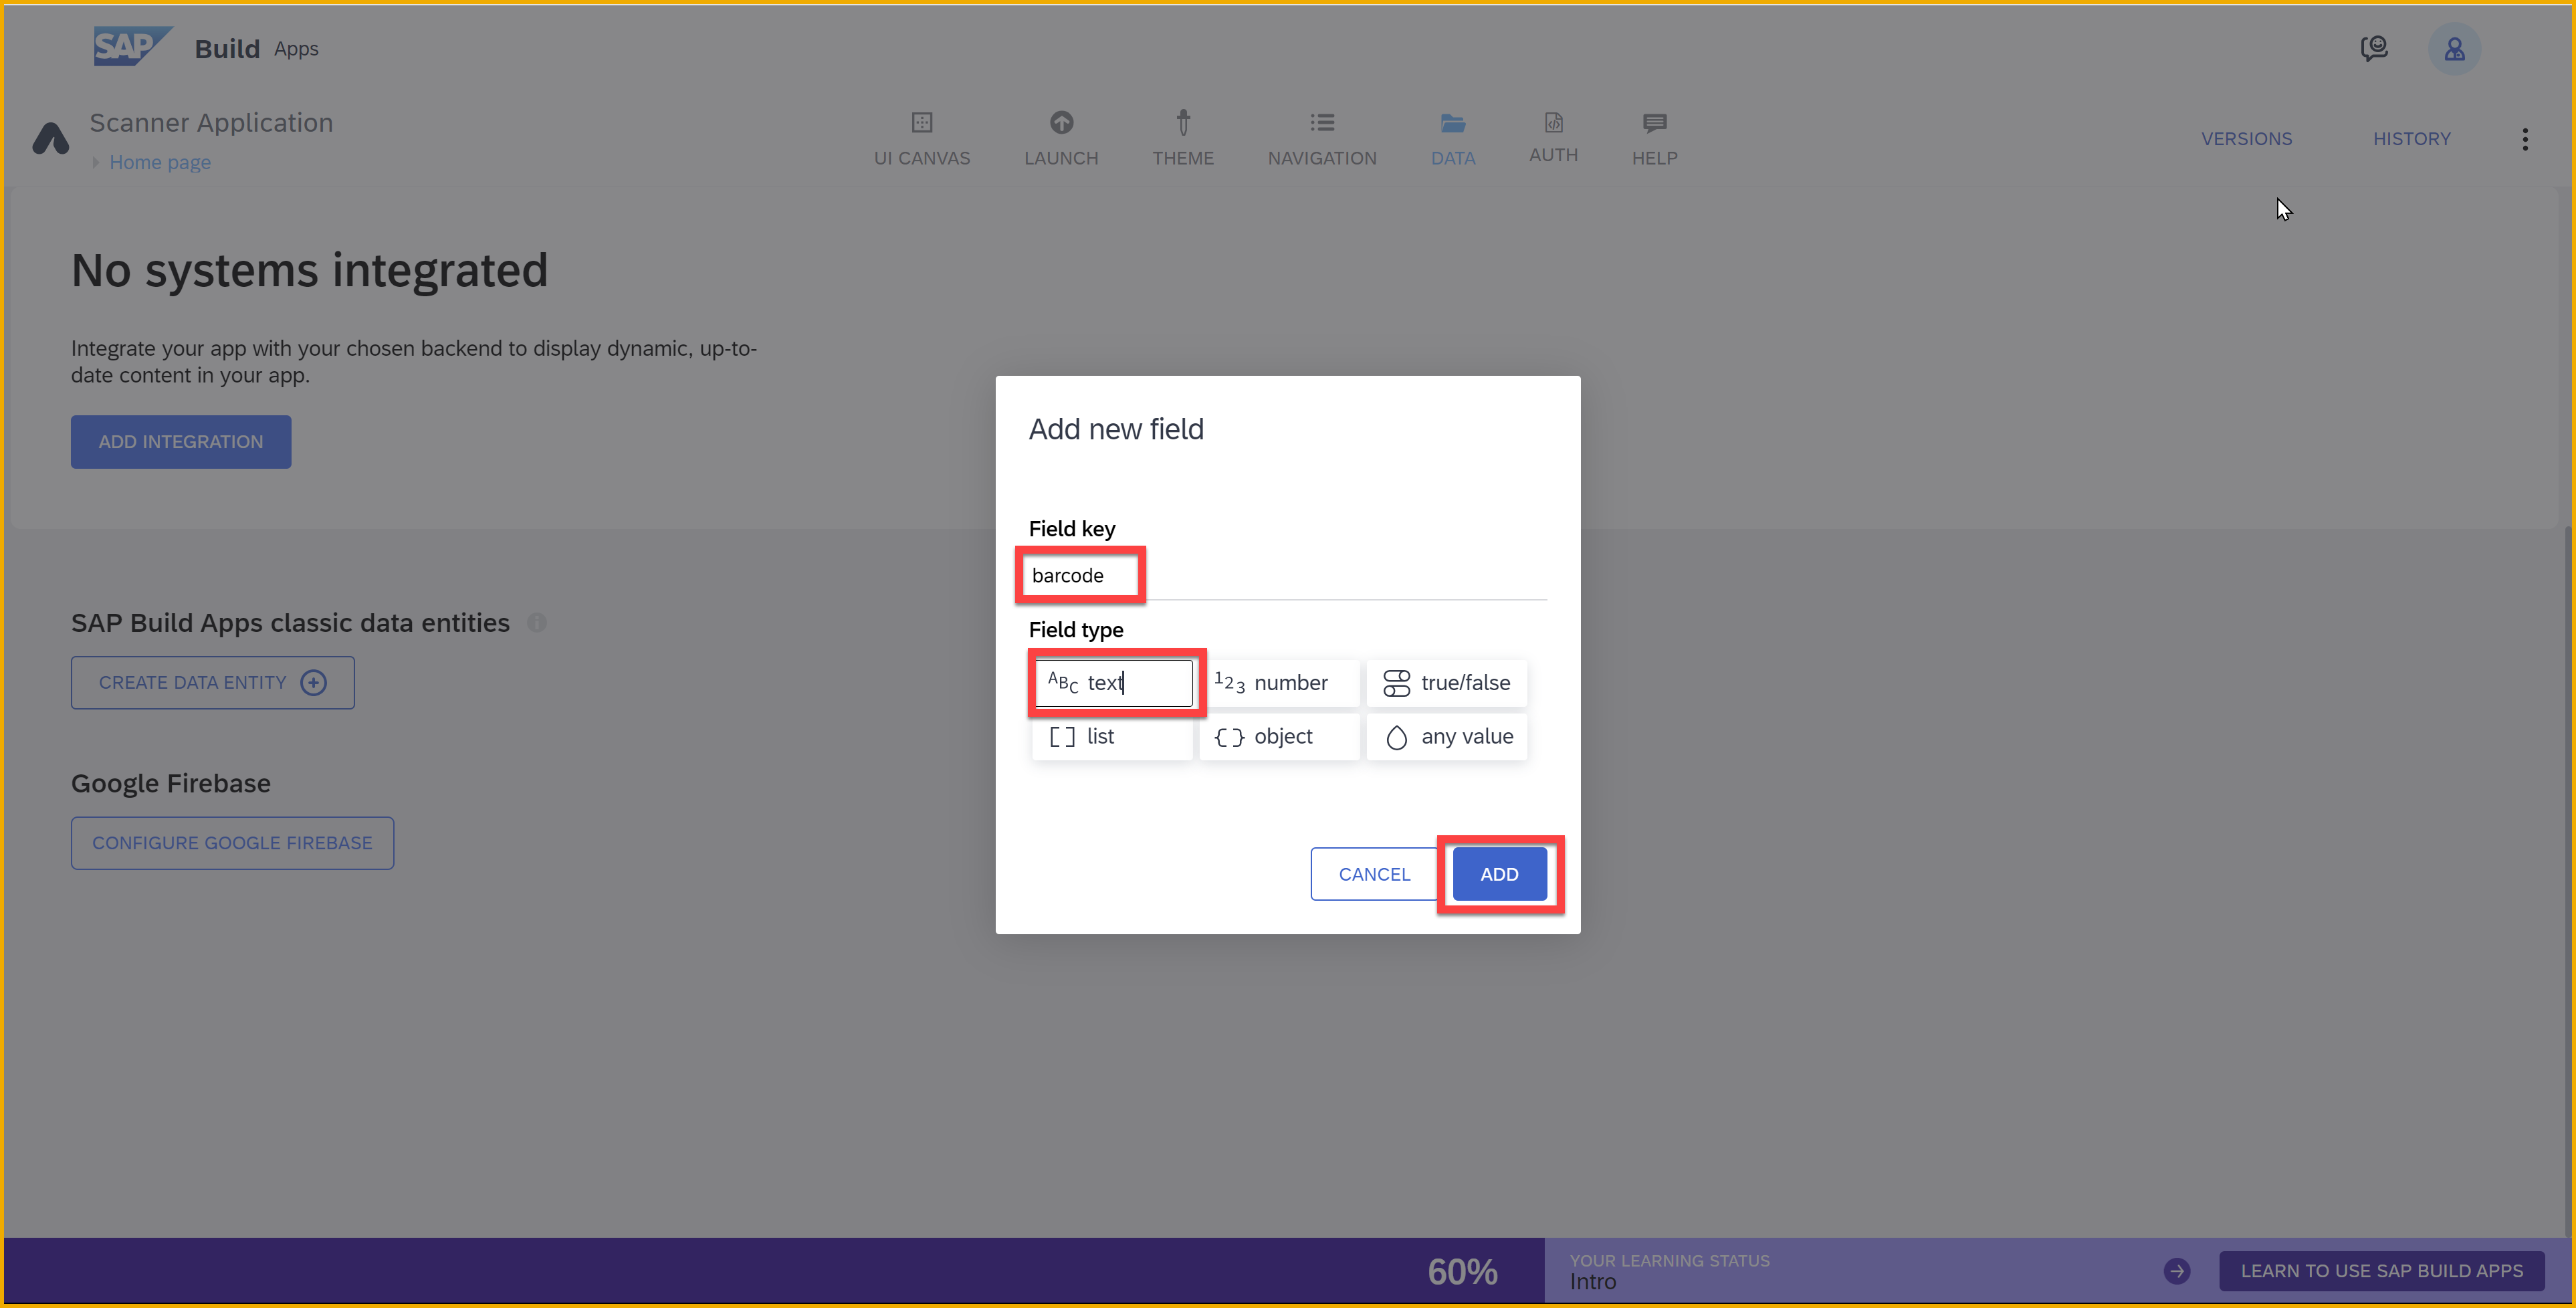 SAP Build Apps
Scanner Application
Home page
UI CANVAS
LAUNCH
THEME
NAVIGATION
DATA
AUTH
HELP
VERSIONS
HISTORY
No systems integrated
Integrate your app with your chosen backend to display dynamic, up-to-
date content in your app.
ADD INTEGRATION
SAP Build Apps classic data entities
CREATE DATA ENTITY
Google Firebase
CONFIGURE GOOGLE FIREBASE
Add new field
Field key
barcode
Field type
ABC text
123 number
true/false
[ ] list
{ } object
any value
CANCEL
ADD
60%
YOUR LEARNING STATUS
Intro
LEARN TO USE SAP BUILD APPS